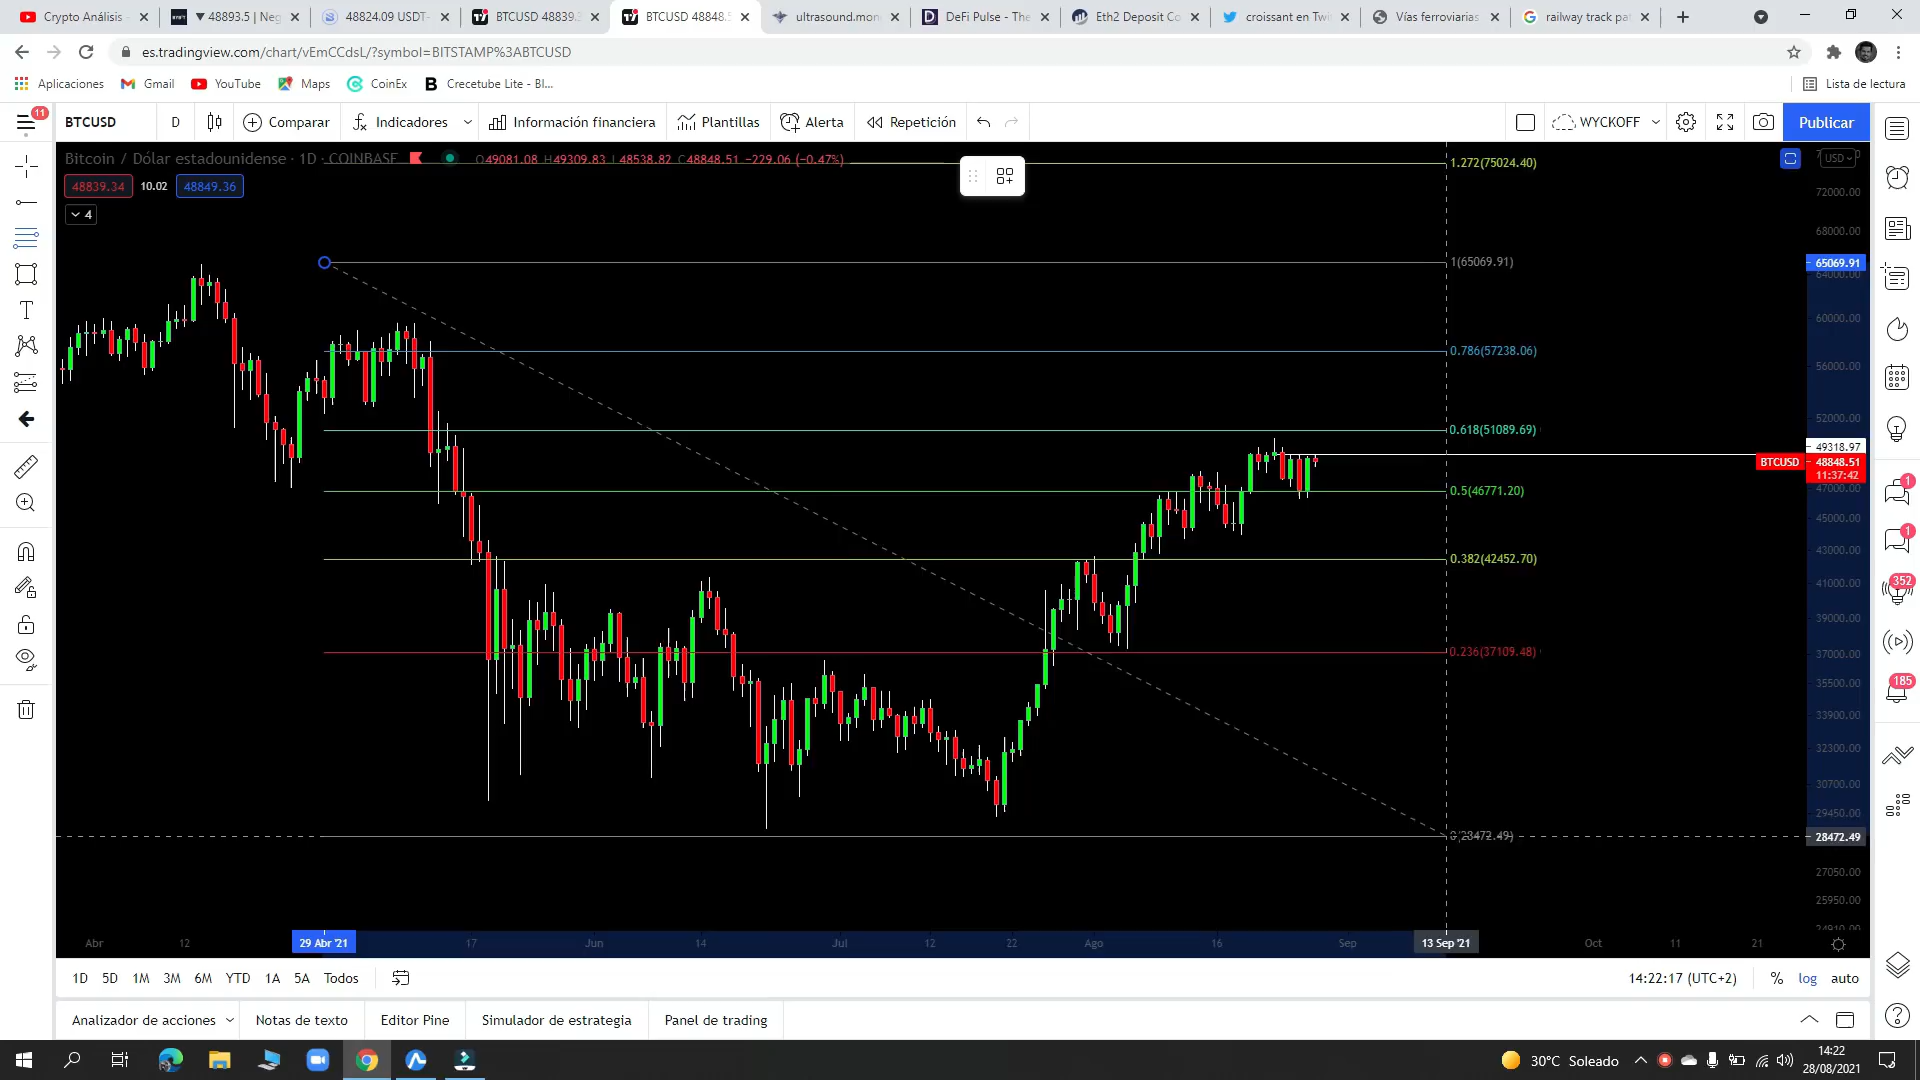 Crypto Análisis -
▼ 48893.5 | Neg
48824.09 USDT-
BTCUSD 48839.
BTCUSD 48848.
ultrasound.mon
DeFi Pulse - The
Eth2 Deposit Co
croissant en Twi
Vías ferroviarias
railway track pa
es.tradingview.com/chart/vEmCCdsL/?symbol=BITSTAMP%3ABTCUSD
Aplicaciones
Gmail
YouTube
Maps
CoinEx
Crecetube Lite - Bl...
Lista de lectura
11
BTCUSD
D
Comparar
Indicadores
Información financiera
Plantillas
Alerta
Repetición
WYCKOFF
Publicar
Bitcoin / Dólar estadounidense · 1D · COINBASE
O49081.08 H49309.83 L48538.82 C48848.51 −229.06 (−0.47%)
48839.34 10.02 48849.36
4
USD
1.272(75024.40)
1(65069.91)
0.786(57238.06)
0.618(51089.69)
0.5(46771.20)
0.382(42452.70)
0.236(37109.48)
0(28472.49)
72000.00
68000.00
65069.91
64000.00
60000.00
56000.00
52000.00
49318.97
BTCUSD 48848.51
11:37:42
47000.00
45000.00
43000.00
41000.00
39000.00
37000.00
35500.00
33900.00
32300.00
30700.00
29450.00
28472.49
27050.00
25950.00
24910.00
1
1
352
185
Abr
12
29 Abr '21
17
Jun
14
Jul
12
22
Ago
16
Sep
13 Sep '21
Oct
11
21
1D 5D 1M 3M 6M YTD 1A 5A Todos
14:22:17 (UTC+2)
% log auto
Analizador de acciones
Notas de texto
Editor Pine
Simulador de estrategia
Panel de trading
30°C Soleado
14:22
28/08/2021